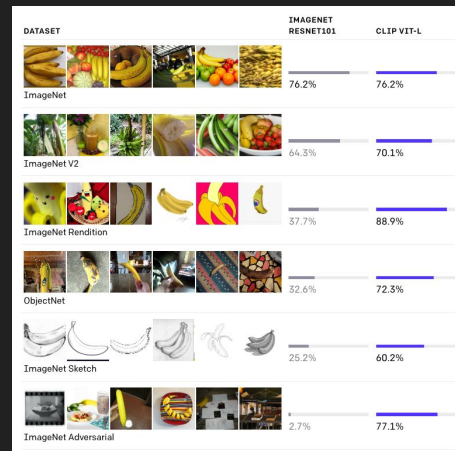 DATASET
IMAGENET
RESNET101
CLIP VIT-L
ImageNet
76.2%
76.2%
ImageNet V2
64.3%
70.1%
ImageNet Rendition
37.7%
88.9%
ObjectNet
32.6%
72.3%
ImageNet Sketch
25.2%
60.2%
ImageNet Adversarial
2.7%
77.1%